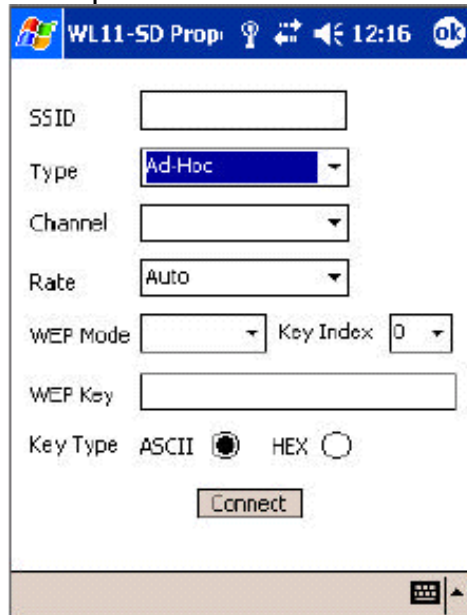 WL11-SD Prop 12:16 ok
SSID
Type Ad-Hoc
Channel
Rate Auto
WEP Mode Key Index 0
WEP Key
Key Type ASCII HEX
Connect